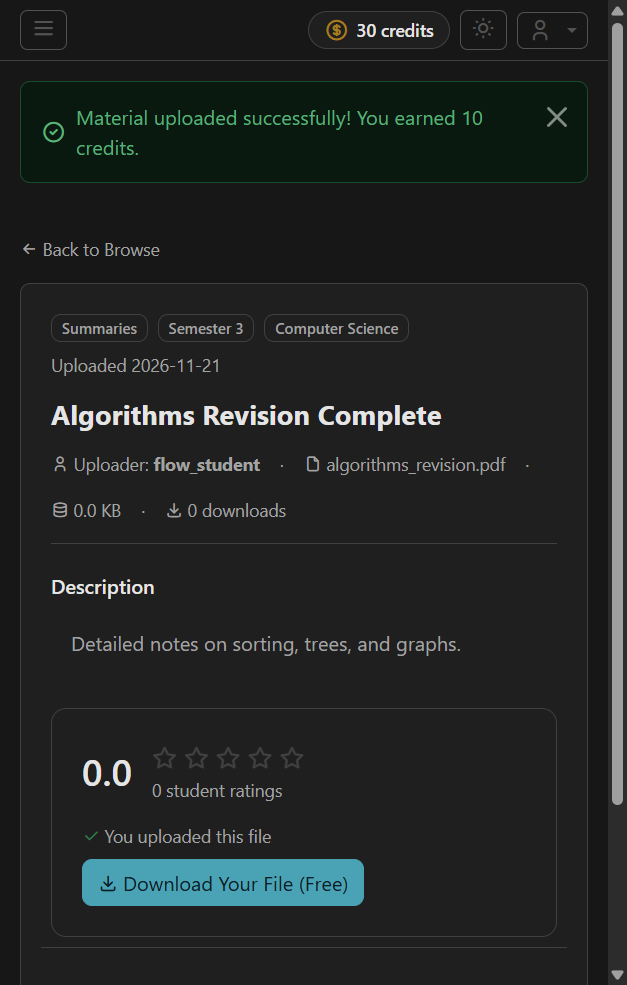 30 credits
Material uploaded successfully! You earned 10
credits.
← Back to Browse
Summaries Semester 3 Computer Science
Uploaded 2026-11-21
Algorithms Revision Complete
Uploader: flow_student · algorithms_revision.pdf ·
0.0 KB · 0 downloads
Description
Detailed notes on sorting, trees, and graphs.
0.0
0 student ratings
You uploaded this file
Download Your File (Free)